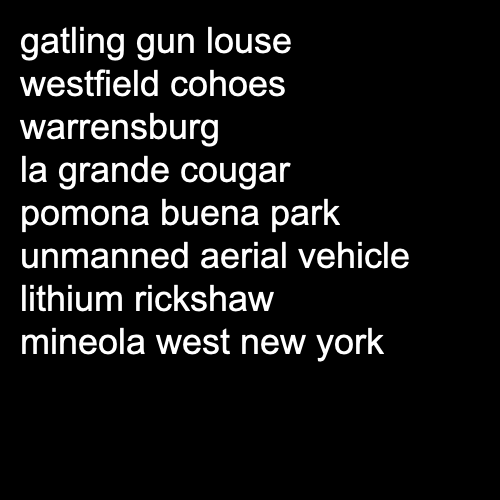 gatling gun louse
westfield cohoes
warrensburg
la grande cougar
pomona buena park
unmanned aerial vehicle
lithium rickshaw
mineola west new york